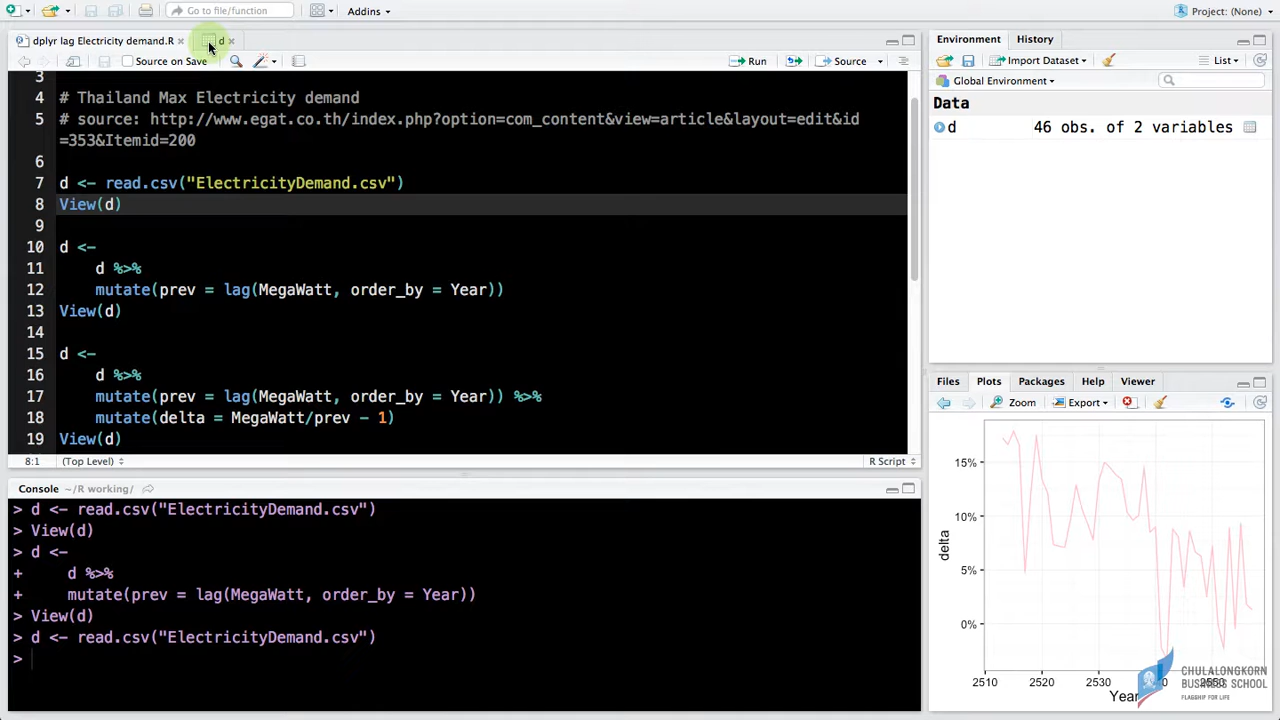 Go to file/function
Addins
Project: (None)
dplyr lag Electricity demand.R
d
Source on Save
Run
Source
3
4 # Thailand Max Electricity demand
5 # source: http://www.egat.co.th/index.php?option=com_content&view=article&layout=edit&id
=353&Itemid=200
6
7 d <- read.csv("ElectricityDemand.csv")
8 View(d)
9
10 d <-
11 d %>%
12 mutate(prev = lag(MegaWatt, order_by = Year))
13 View(d)
14
15 d <-
16 d %>%
17 mutate(prev = lag(MegaWatt, order_by = Year)) %>%
18 mutate(delta = MegaWatt/prev - 1)
19 View(d)
8:1 (Top Level) R Script
Console ~/R working/
> d <- read.csv("ElectricityDemand.csv")
> View(d)
> d <-
+ d %>%
+ mutate(prev = lag(MegaWatt, order_by = Year))
> View(d)
> d <- read.csv("ElectricityDemand.csv")
>
Environment History
Import Dataset List
Global Environment
Data
d 46 obs. of 2 variables
Files Plots Packages Help Viewer
Zoom Export
15%
10%
5%
0%
delta
2510 2520 2530
Year
CHULALONGKORN
BUSINESS SCHOOL
FLAGSHIP FOR LIFE